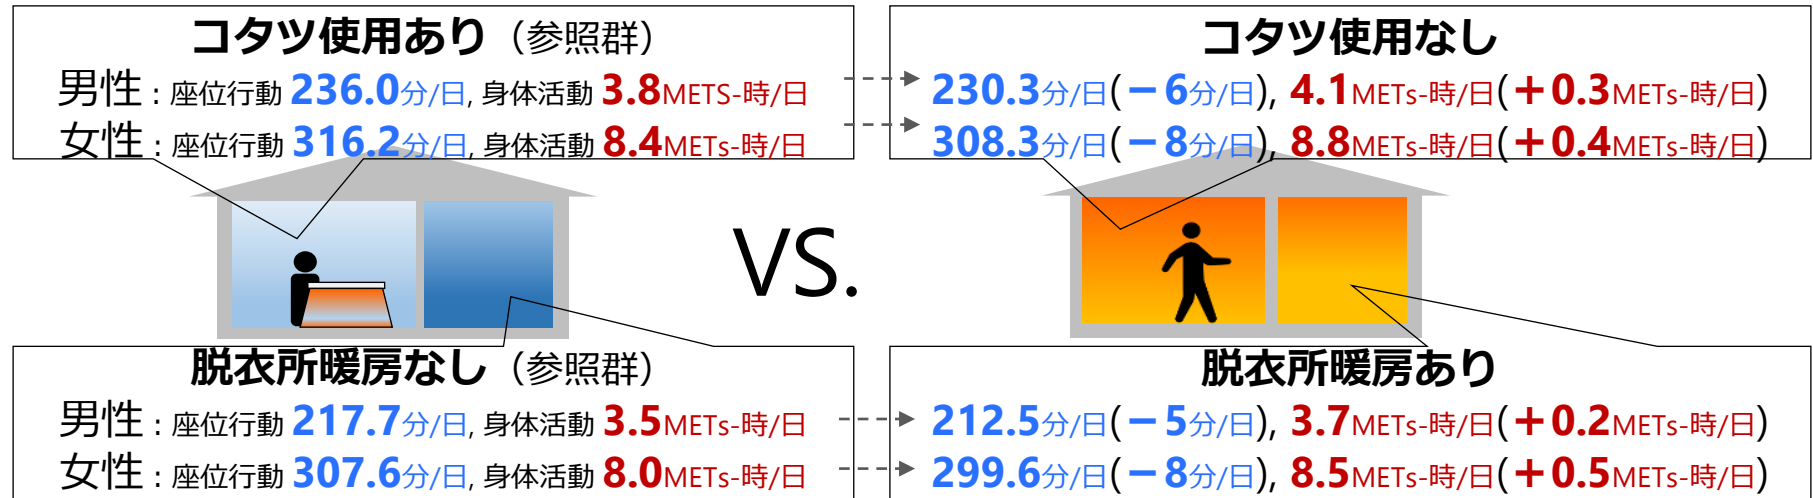 コタツ使用あり（参照群）
男性：座位行動 236.0分/日, 身体活動 3.8METS-時/日
女性：座位行動 316.2分/日, 身体活動 8.4METs-時/日
コタツ使用なし
230.3分/日(－6分/日), 4.1METs-時/日(＋0.3METs-時/日)
308.3分/日(－8分/日), 8.8METs-時/日(＋0.4METs-時/日)
VS.
脱衣所暖房なし（参照群）
男性：座位行動 217.7分/日, 身体活動 3.5METs-時/日
女性：座位行動 307.6分/日, 身体活動 8.0METs-時/日
脱衣所暖房あり
212.5分/日(－5分/日), 3.7METs-時/日(＋0.2METs-時/日)
299.6分/日(－8分/日), 8.5METs-時/日(＋0.5METs-時/日)